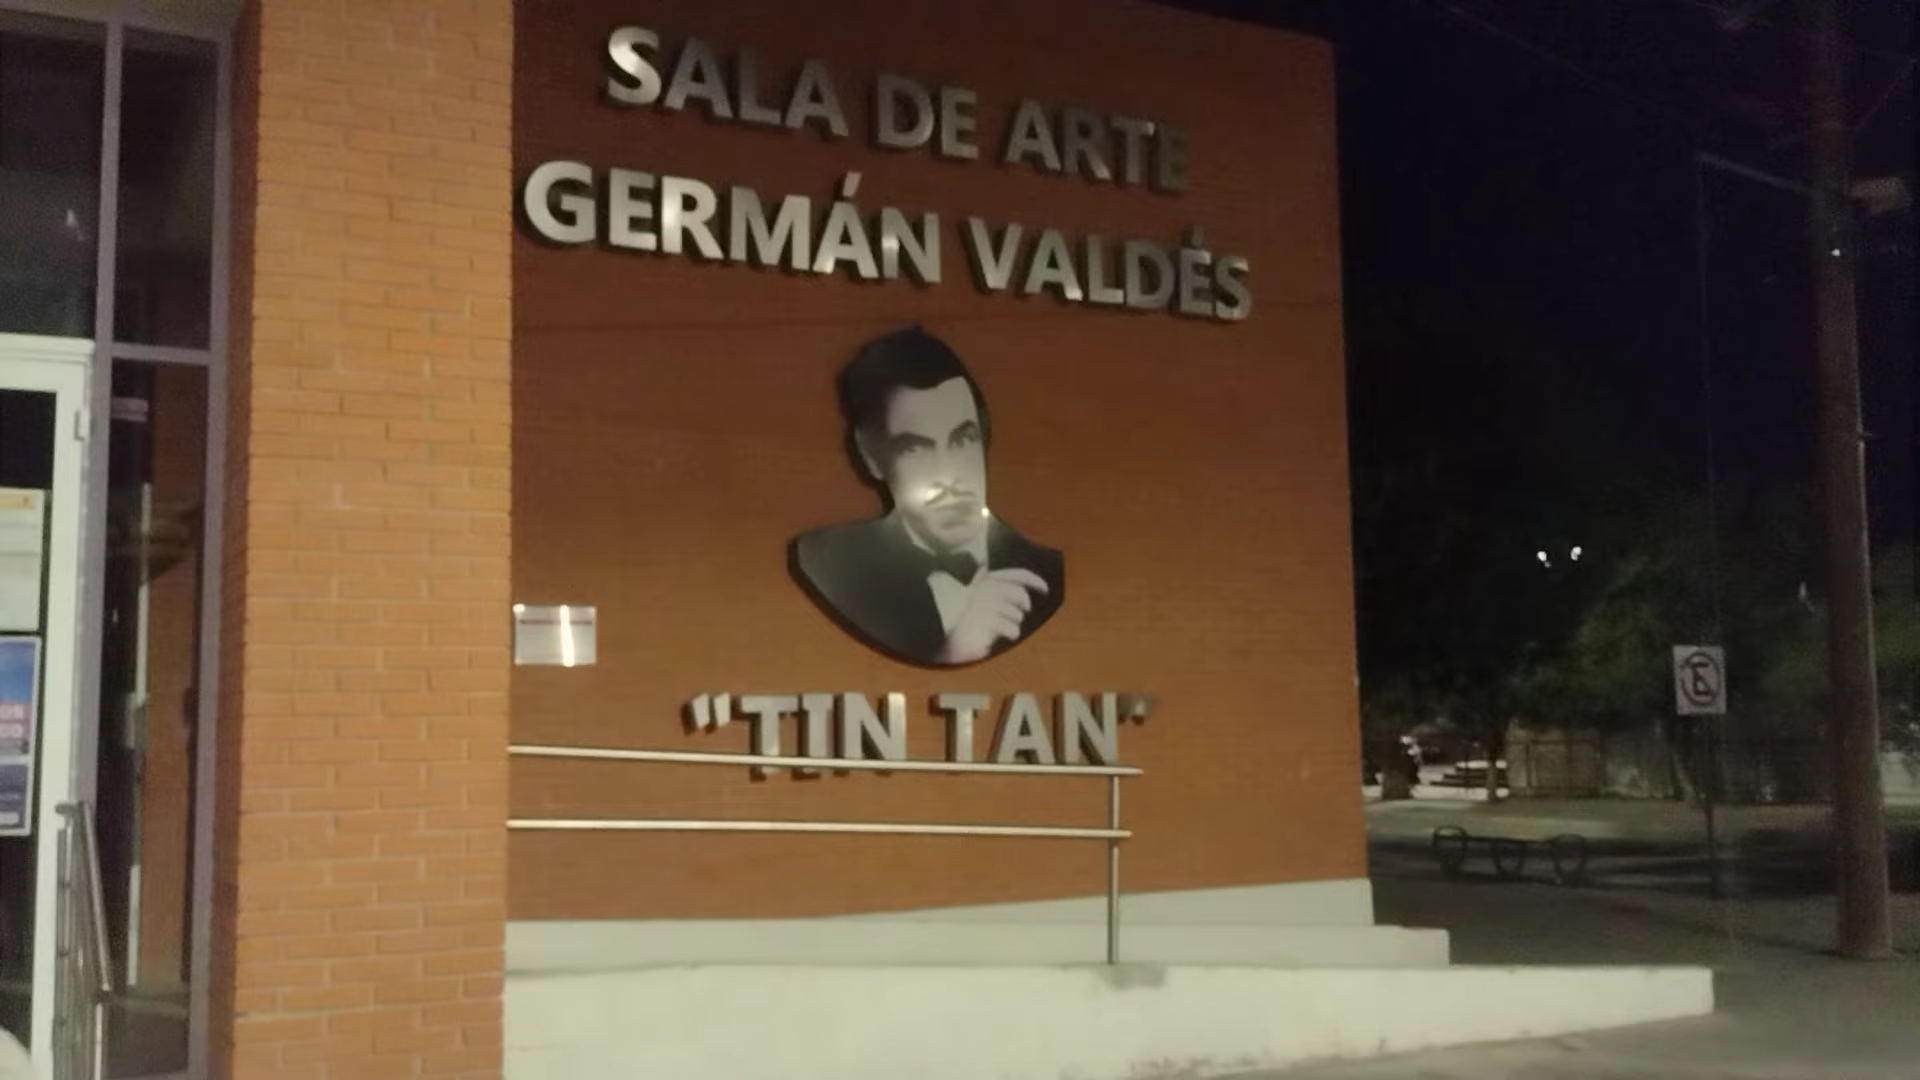 SALA DE ARTE
GERMÁN VALDÉS
"TIN TAN"